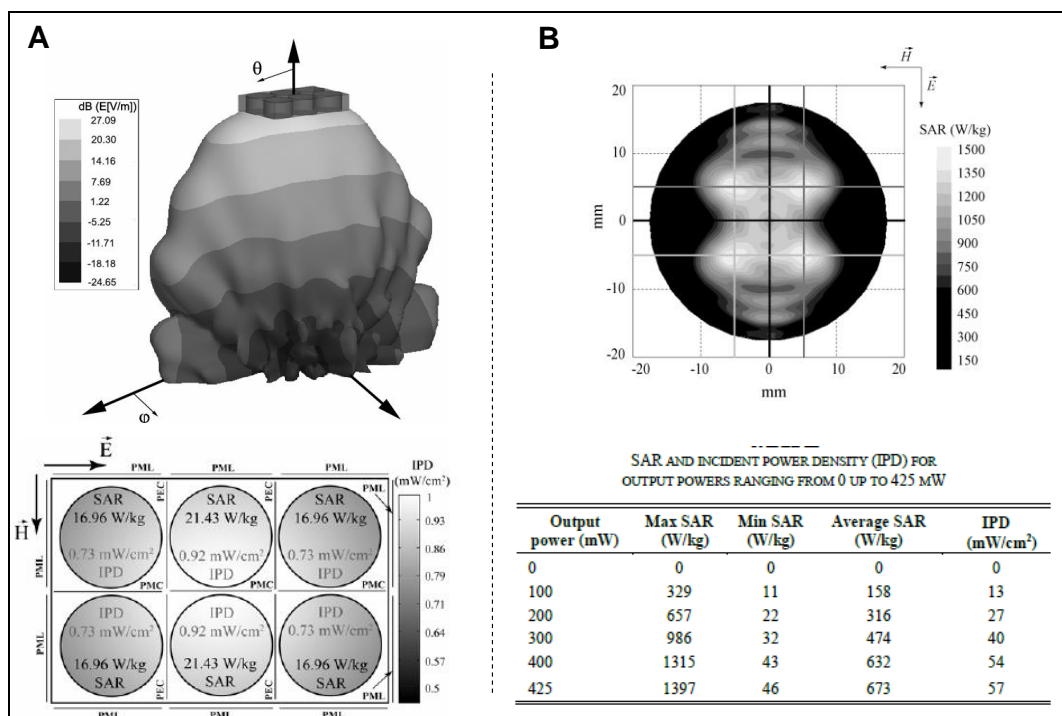 A
θ
dB (E[V/m])
27.09
20.30
14.16
7.69
1.22
-5.25
-11.71
-18.18
-24.65
φ
E
H
PML PML PML
PML
PEC
PEC
PML
SAR
16.96 W/kg
0.73 mW/cm²
IPD
SAR
21.43 W/kg
0.92 mW/cm²
IPD
SAR
16.96 W/kg
0.73 mW/cm²
IPD
PMC
PMC
PML
IPD
0.73 mW/cm²
16.96 W/kg
SAR
IPD
0.92 mW/cm²
21.43 W/kg
SAR
IPD
0.73 mW/cm²
16.96 W/kg
SAR
PEC
PEC
PML
PML PML PML
IPD
(mW/cm²)
1
0.93
0.86
0.79
0.71
0.64
0.57
0.5
B
H
E
20
10
0
-10
-20
mm
-20 -10 0 10 20
mm
SAR (W/kg)
1500
1350
1200
1050
900
750
600
450
300
150
SAR AND INCIDENT POWER DENSITY (IPD) FOR
OUTPUT POWERS RANGING FROM 0 UP TO 425 MW
Output power (mW) Max SAR (W/kg) Min SAR (W/kg) Average SAR (W/kg) IPD (mW/cm²)
0 0 0 0 0
100 329 11 158 13
200 657 22 316 27
300 986 32 474 40
400 1315 43 632 54
425 1397 46 673 57